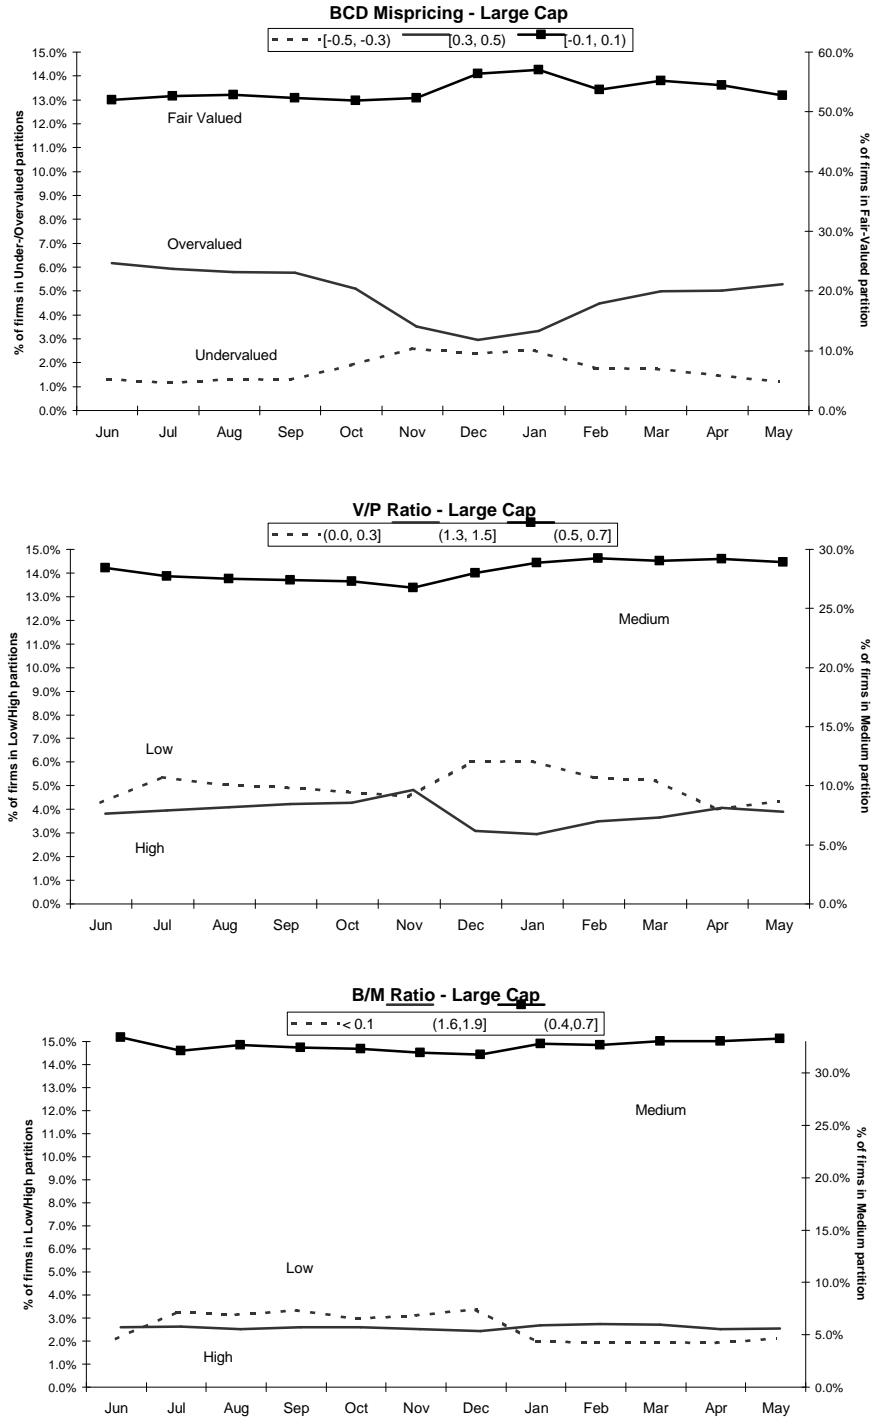 BCD Mispricing - Large Cap
[-0.5, -0.3) [0.3, 0.5) [-0.1, 0.1)
% of firms in Under-/Overvalued partitions
15.0%
14.0%
13.0%
12.0%
11.0%
10.0%
9.0%
8.0%
7.0%
6.0%
5.0%
4.0%
3.0%
2.0%
1.0%
0.0%
Fair Valued
Overvalued
Undervalued
60.0%
50.0%
40.0%
30.0%
20.0%
10.0%
0.0%
% of firms in Fair-Valued partition
Jun Jul Aug Sep Oct Nov Dec Jan Feb Mar Apr May
V/P Ratio - Large Cap
(0.0, 0.3] (1.3, 1.5] (0.5, 0.7]
% of firms in Low/High partitions
15.0%
14.0%
13.0%
12.0%
11.0%
10.0%
9.0%
8.0%
7.0%
6.0%
5.0%
4.0%
3.0%
2.0%
1.0%
0.0%
Medium
Low
High
30.0%
25.0%
20.0%
15.0%
10.0%
5.0%
0.0%
% of firms in Medium partition
Jun Jul Aug Sep Oct Nov Dec Jan Feb Mar Apr May
B/M Ratio - Large Cap
< 0.1 (1.6,1.9] (0.4,0.7]
% of firms in Low/High partitions
15.0%
14.0%
13.0%
12.0%
11.0%
10.0%
9.0%
8.0%
7.0%
6.0%
5.0%
4.0%
3.0%
2.0%
1.0%
0.0%
Medium
Low
High
30.0%
25.0%
20.0%
15.0%
10.0%
5.0%
0.0%
% of firms in Medium partition
Jun Jul Aug Sep Oct Nov Dec Jan Feb Mar Apr May